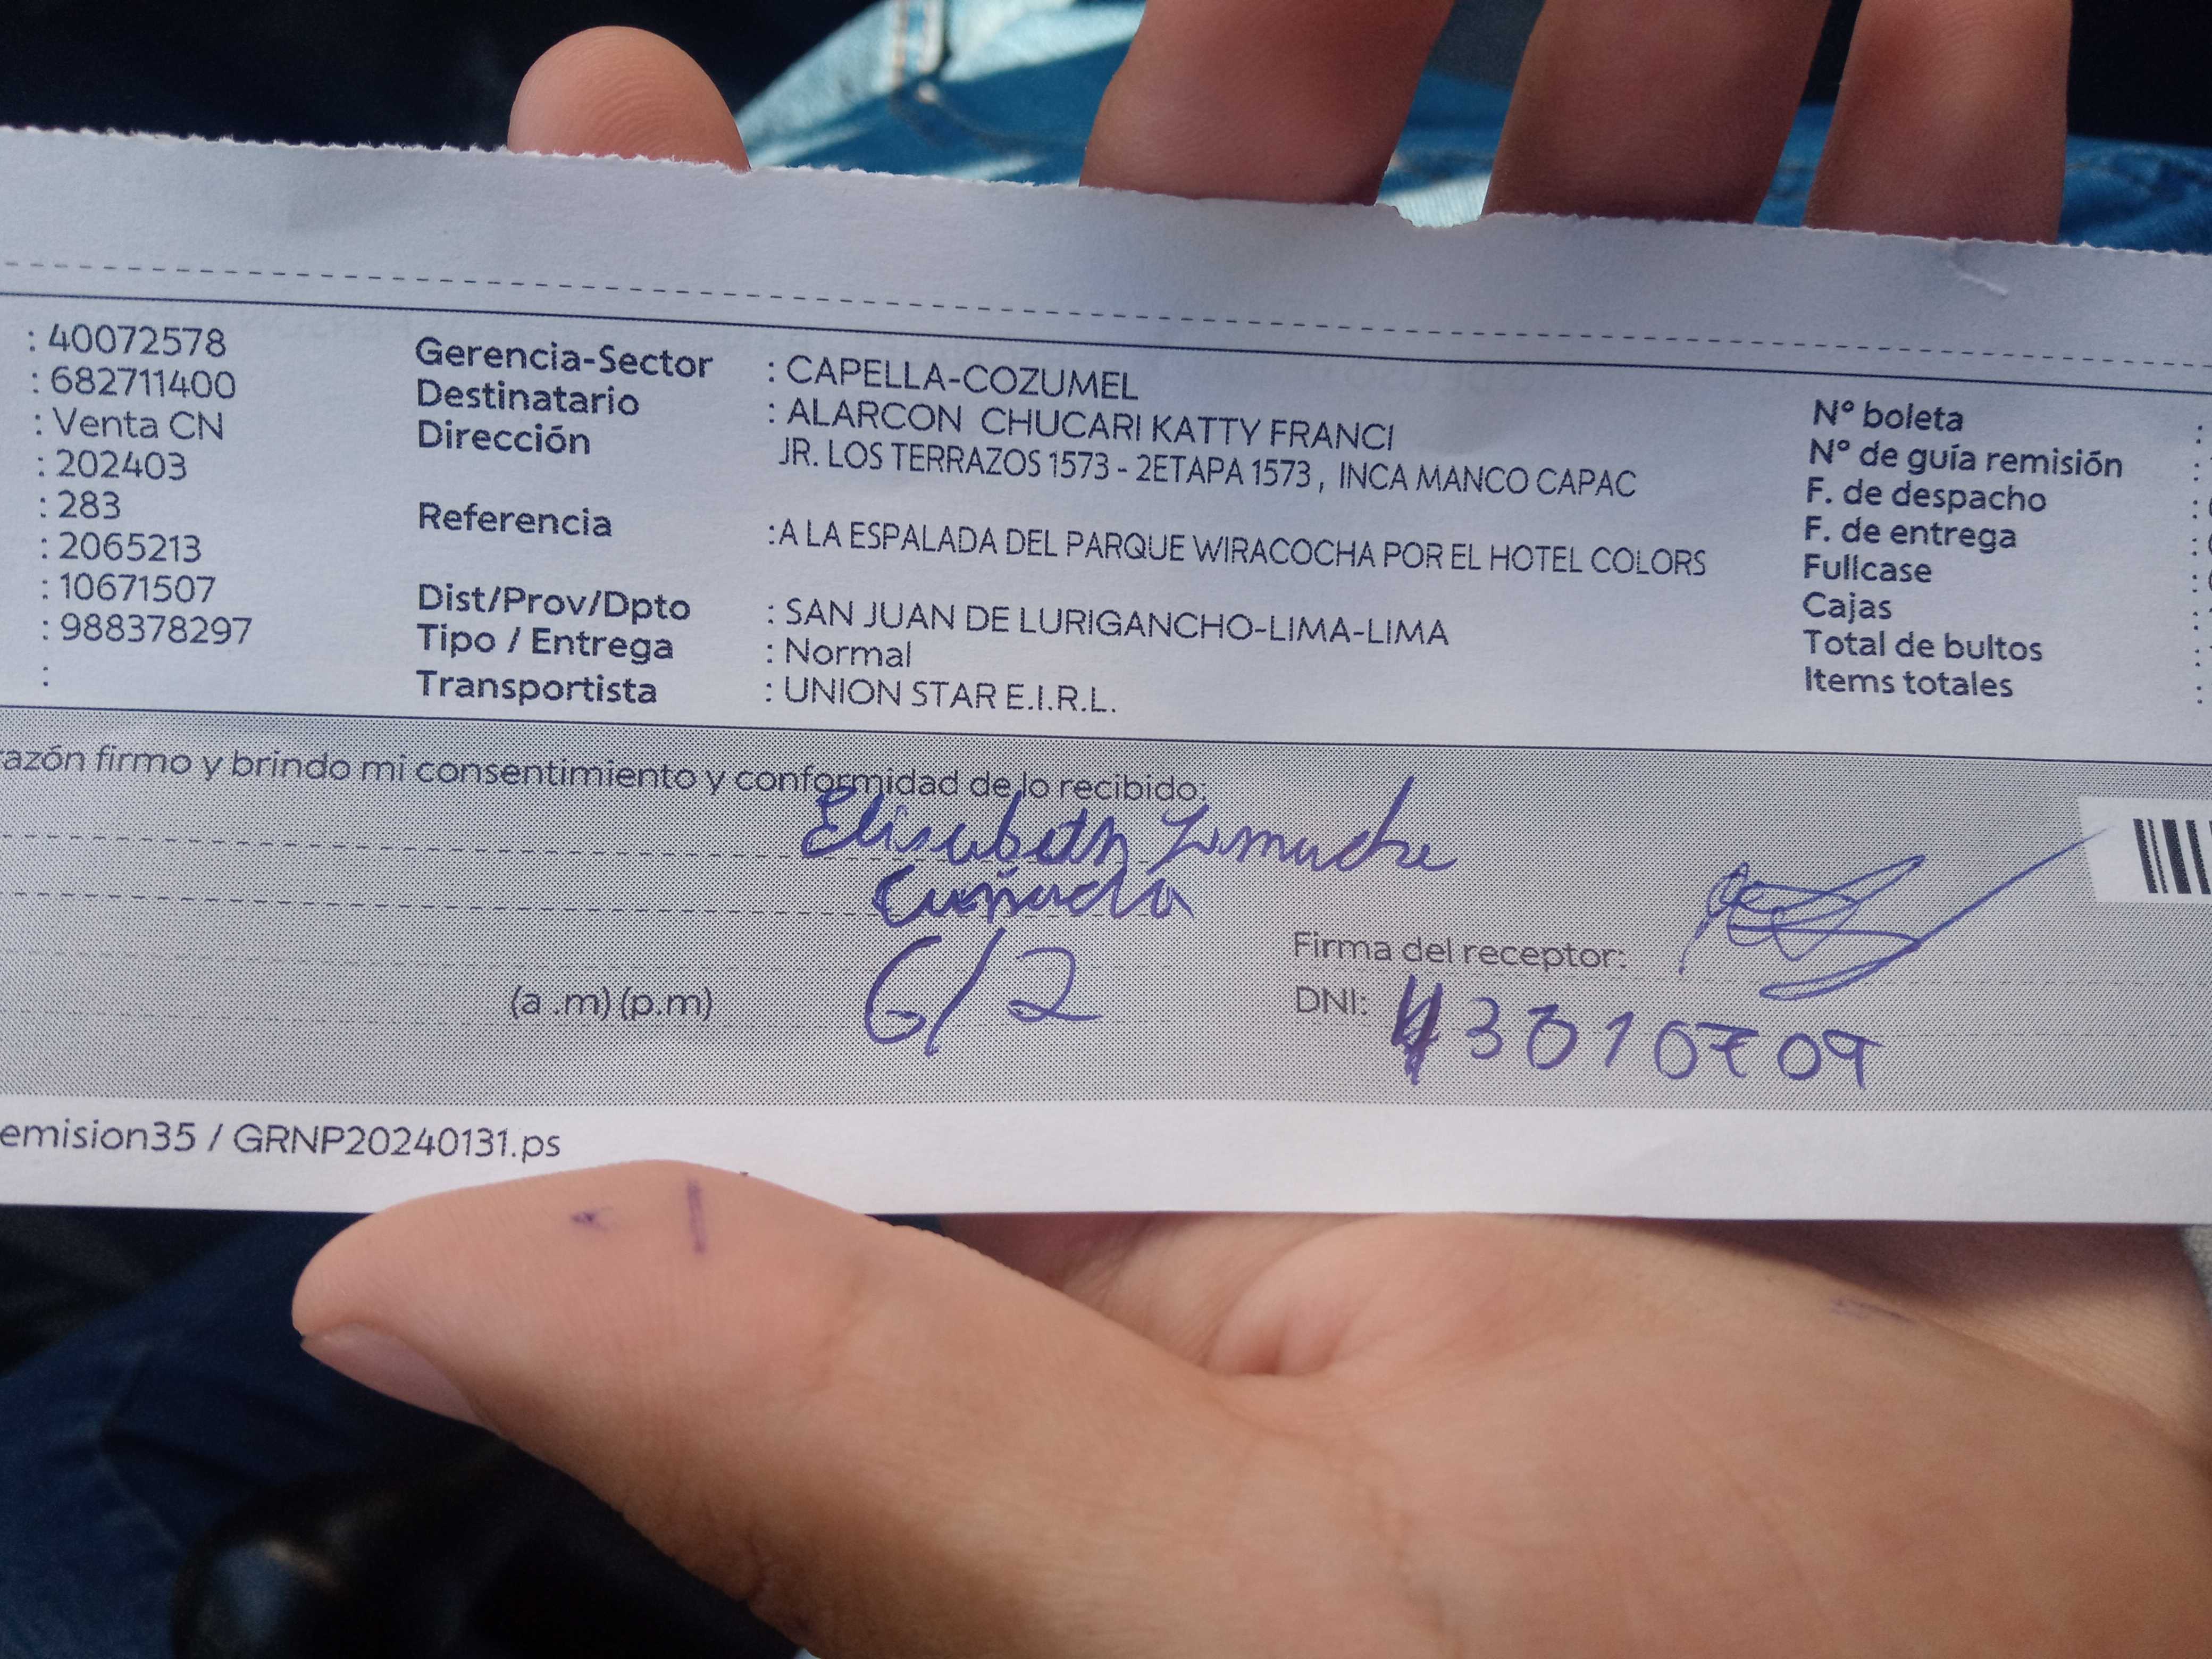 : 40072578
: 682711400
: Venta CN
: 202403
: 283
: 2065213
: 10671507
: 988378297
:
Gerencia-Sector : CAPELLA-COZUMEL
Destinatario : ALARCON CHUCARI KATTY FRANCI
Dirección JR. LOS TERRAZOS 1573 - 2ETAPA 1573 , INCA MANCO CAPAC
Referencia :A LA ESPALADA DEL PARQUE WIRACOCHA POR EL HOTEL COLORS
Dist/Prov/Dpto : SAN JUAN DE LURIGANCHO-LIMA-LIMA
Tipo / Entrega : Normal
Transportista : UNION STAR E.I.R.L.
N° boleta :
N° de guía remisión :
F. de despacho :
F. de entrega :
Fullcase :
Cajas :
Total de bultos :
Items totales :
razón firmo y brindo mi consentimiento y conformidad de lo recibido:
Elisabeth
Cuñada
Firma del receptor:
(a .m) (p.m) 6/2
DNI:
emision35 / GRNP20240131.ps